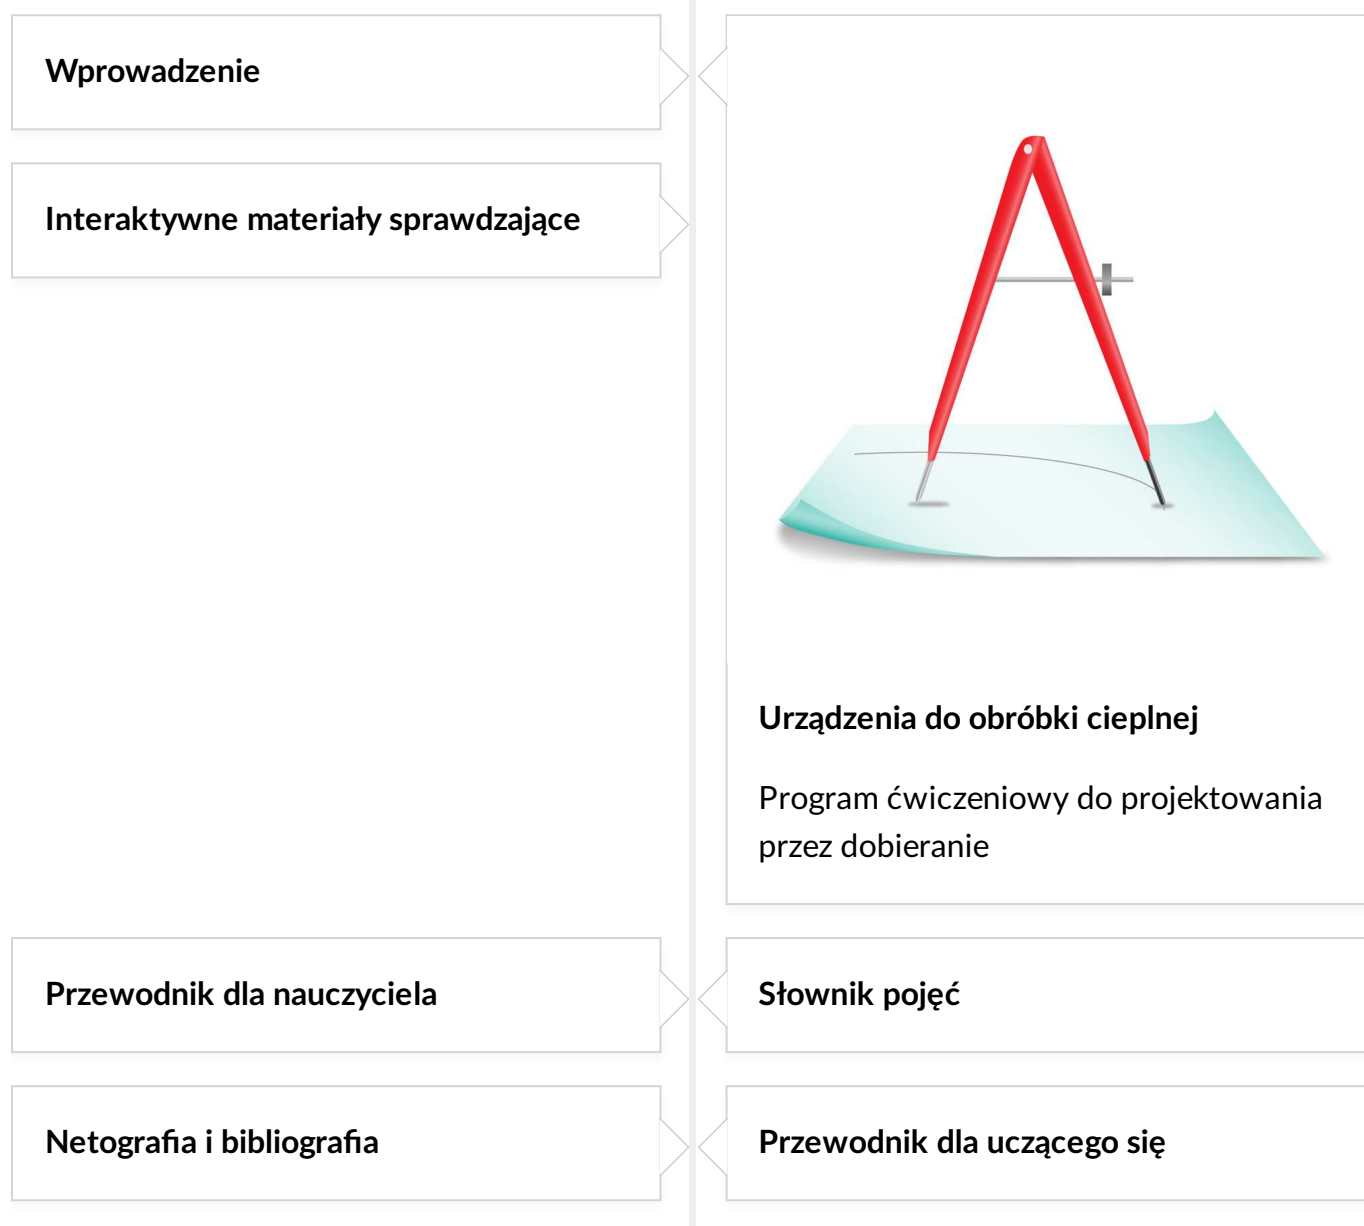 Wprowadzenie
Interaktywne materiały sprawdzające
Urządzenia do obróbki cieplnej
Program ćwiczeniowy do projektowania
przez dobieranie
Przewodnik dla nauczyciela
Słownik pojęć
Netografia i bibliografia
Przewodnik dla uczącego się